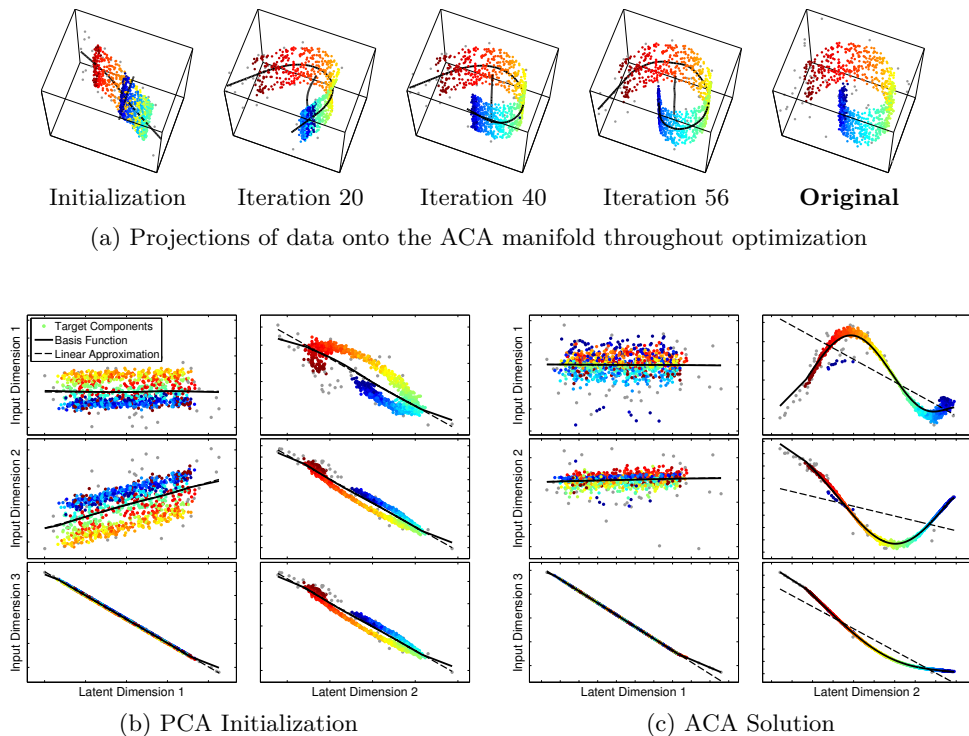 Initialization
Iteration 20
Iteration 40
Iteration 56
Original
(a) Projections of data onto the ACA manifold throughout optimization
Target Components
Basis Function
Linear Approximation
Input Dimension 1
Input Dimension 2
Input Dimension 3
Latent Dimension 1
Latent Dimension 2
(b) PCA Initialization
Input Dimension 1
Input Dimension 2
Input Dimension 3
Latent Dimension 1
Latent Dimension 2
(c) ACA Solution